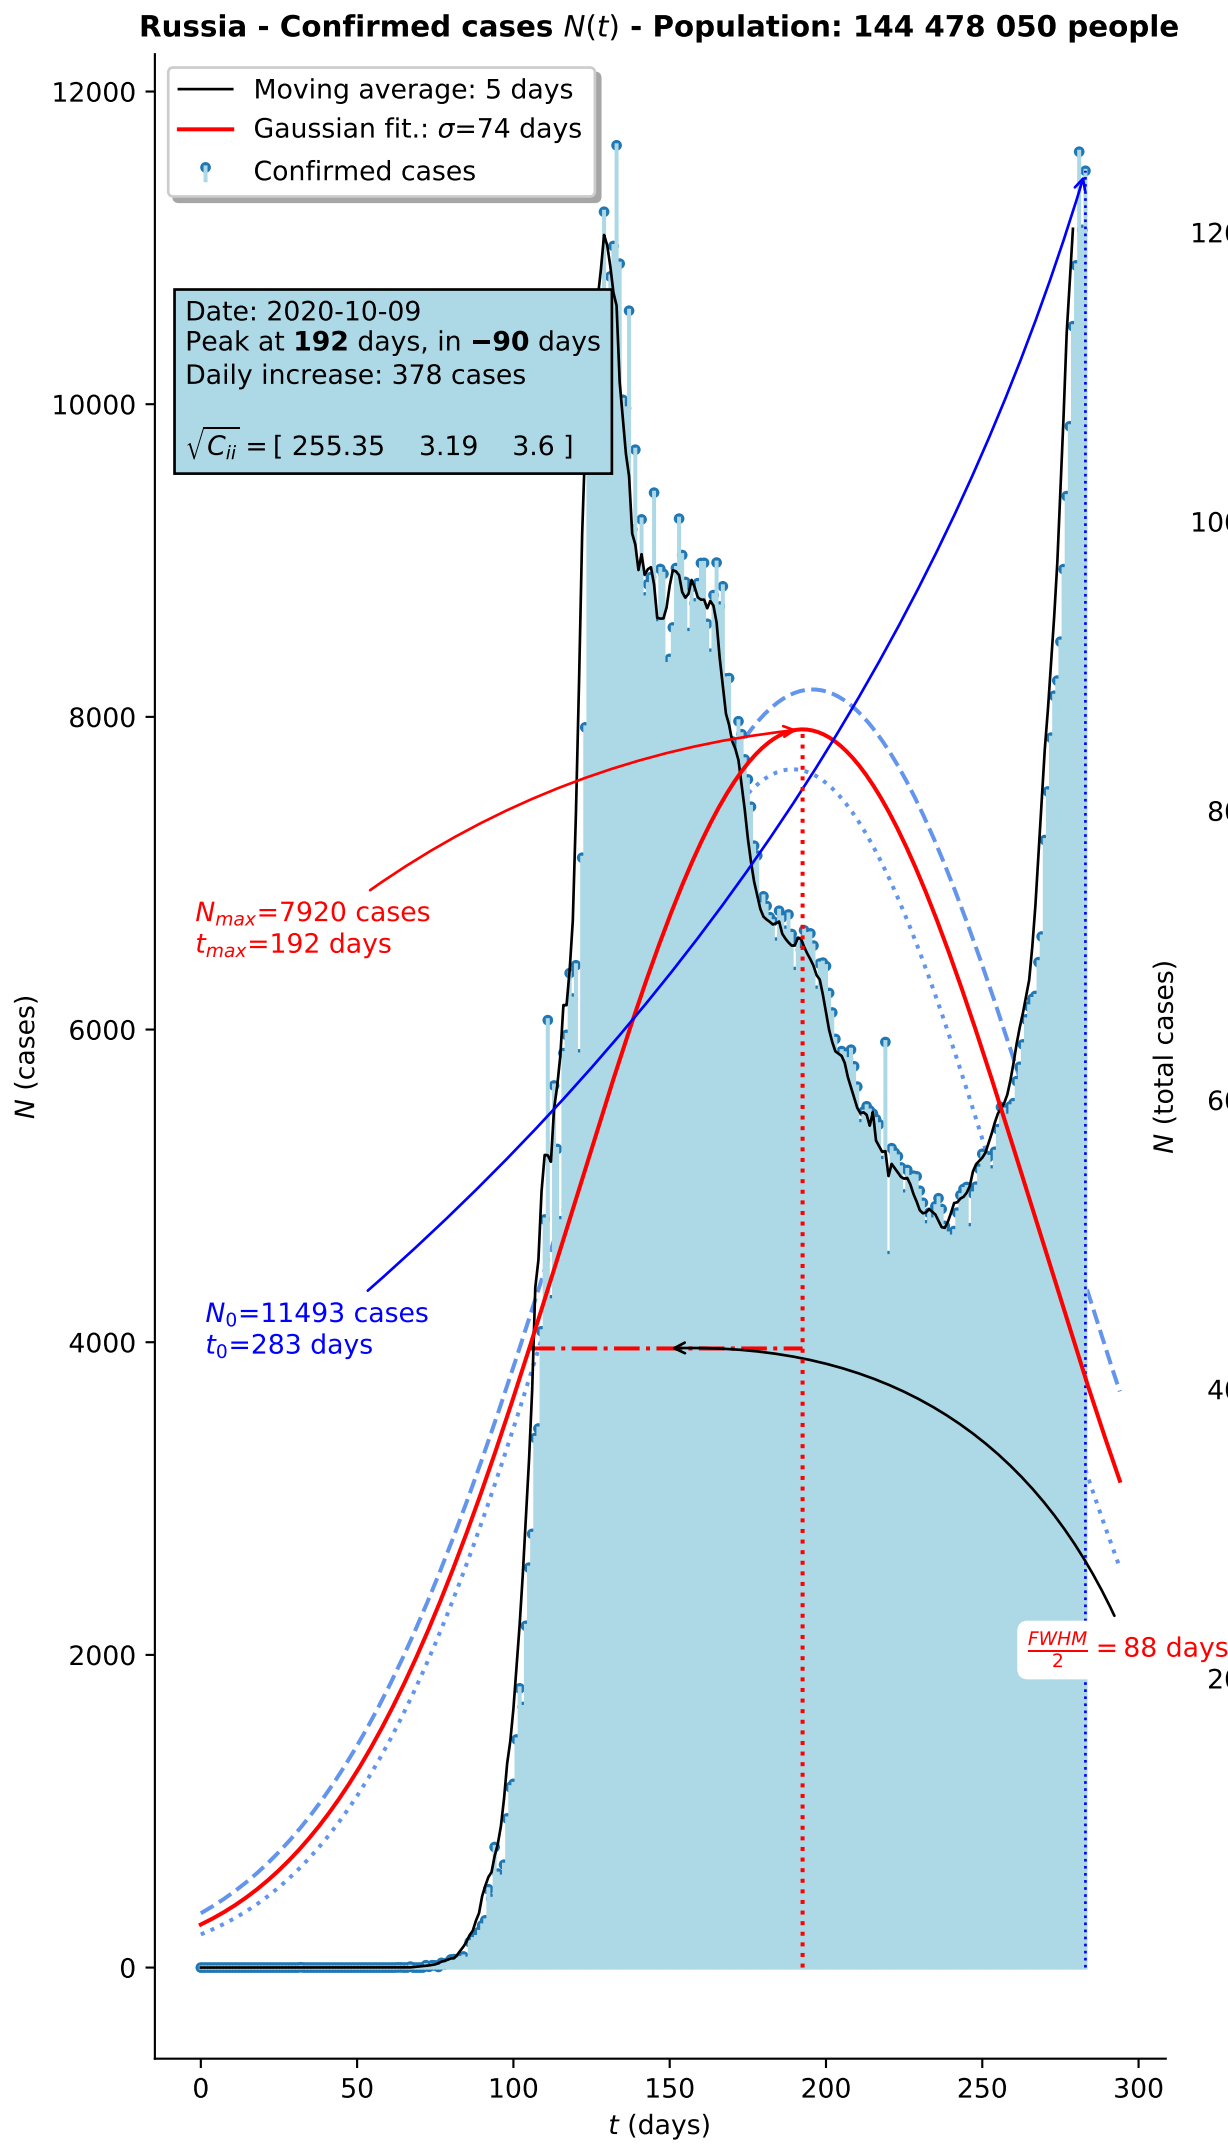 Russia - Confirmed cases N(t) - Population: 144 478 050 people
Moving average: 5 days
Gaussian fit.: σ=74 days
Confirmed cases
Date: 2020-10-09
Peak at 192 days, in −90 days
Daily increase: 378 cases
√C_ii = [ 255.35 3.19 3.6 ]
N_max=7920 cases
t_max=192 days
N_0=11493 cases
t_0=283 days
FWHM/2 = 88 days
12000
10000
8000
6000
4000
2000
0
N (cases)
0 50 100 150 200 250 300
t (days)
N (total cases)